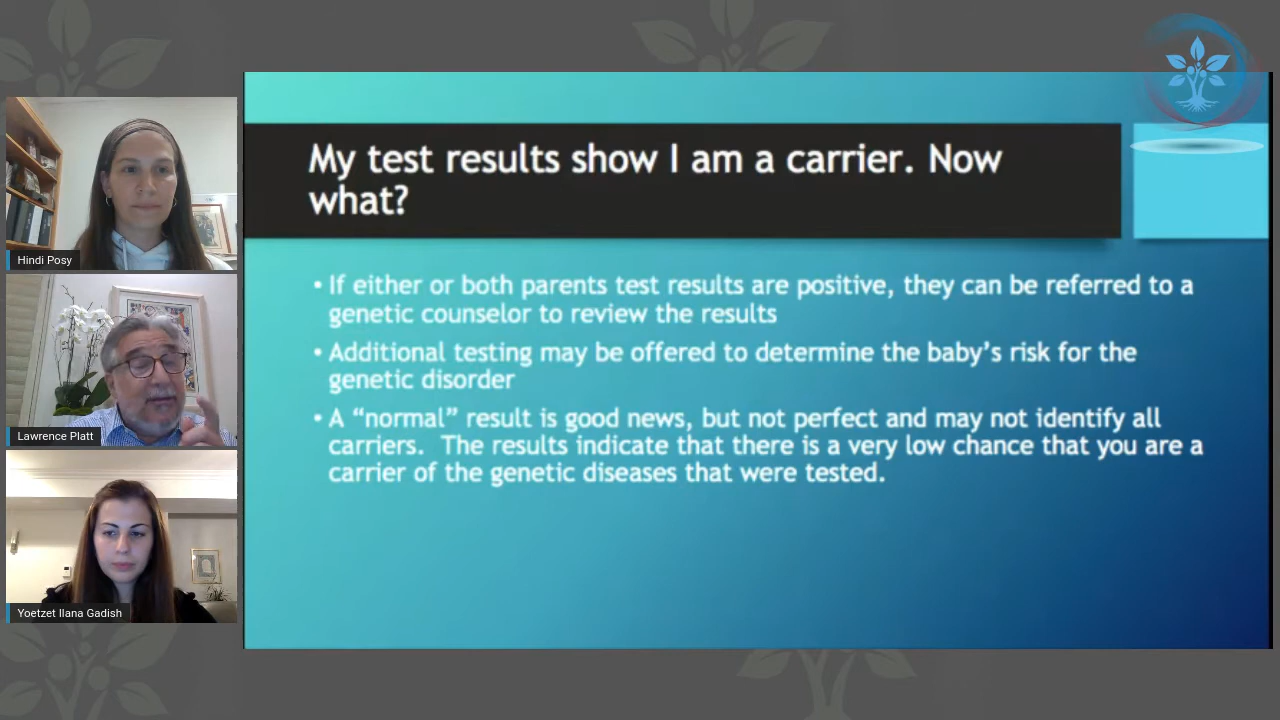 My test results show I am a carrier. Now
what?
Hindi Posy
• If either or both parents test results are positive, they can be referred to a
genetic counselor to review the results
• Additional testing may be offered to determine the baby's risk for the
genetic disorder
• A “normal” result is good news, but not perfect and may not identify all
carriers.  The results indicate that there is a very low chance that you are a
carrier of the genetic diseases that were tested.
Lawrence Platt
Yoetzet Ilana Gadish